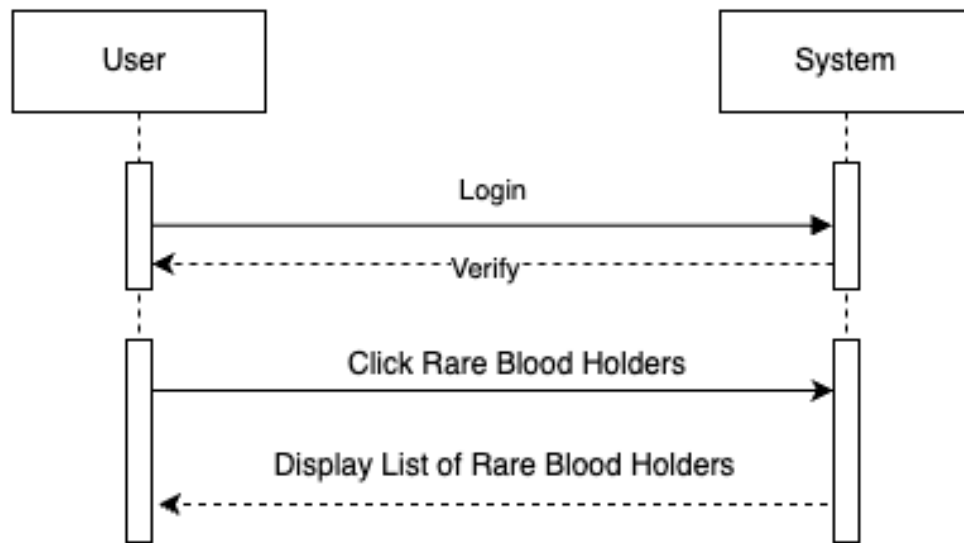 User
System
Login
Verify
Click Rare Blood Holders
Display List of Rare Blood Holders